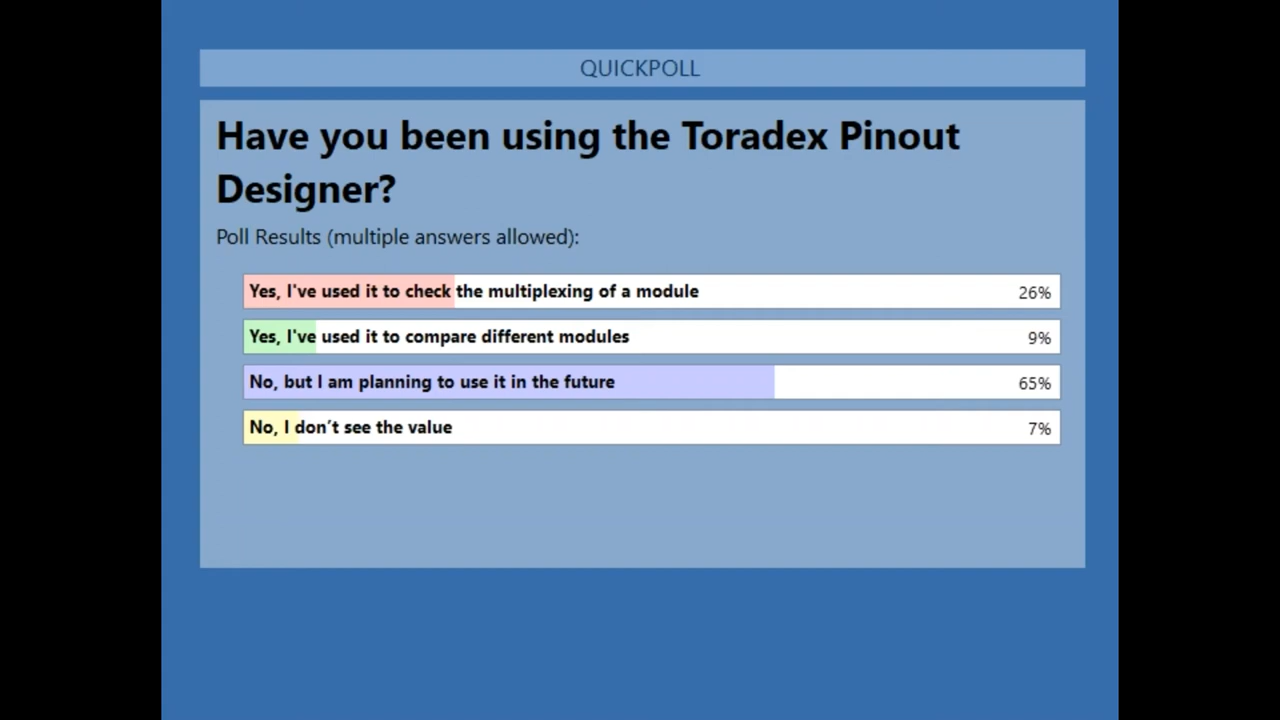 QUICKPOLL
Have you been using the Toradex Pinout
Designer?
Poll Results (multiple answers allowed):
Yes, I've used it to check the multiplexing of a module 26%
Yes, I've used it to compare different modules 9%
No, but I am planning to use it in the future 65%
No, I don’t see the value 7%